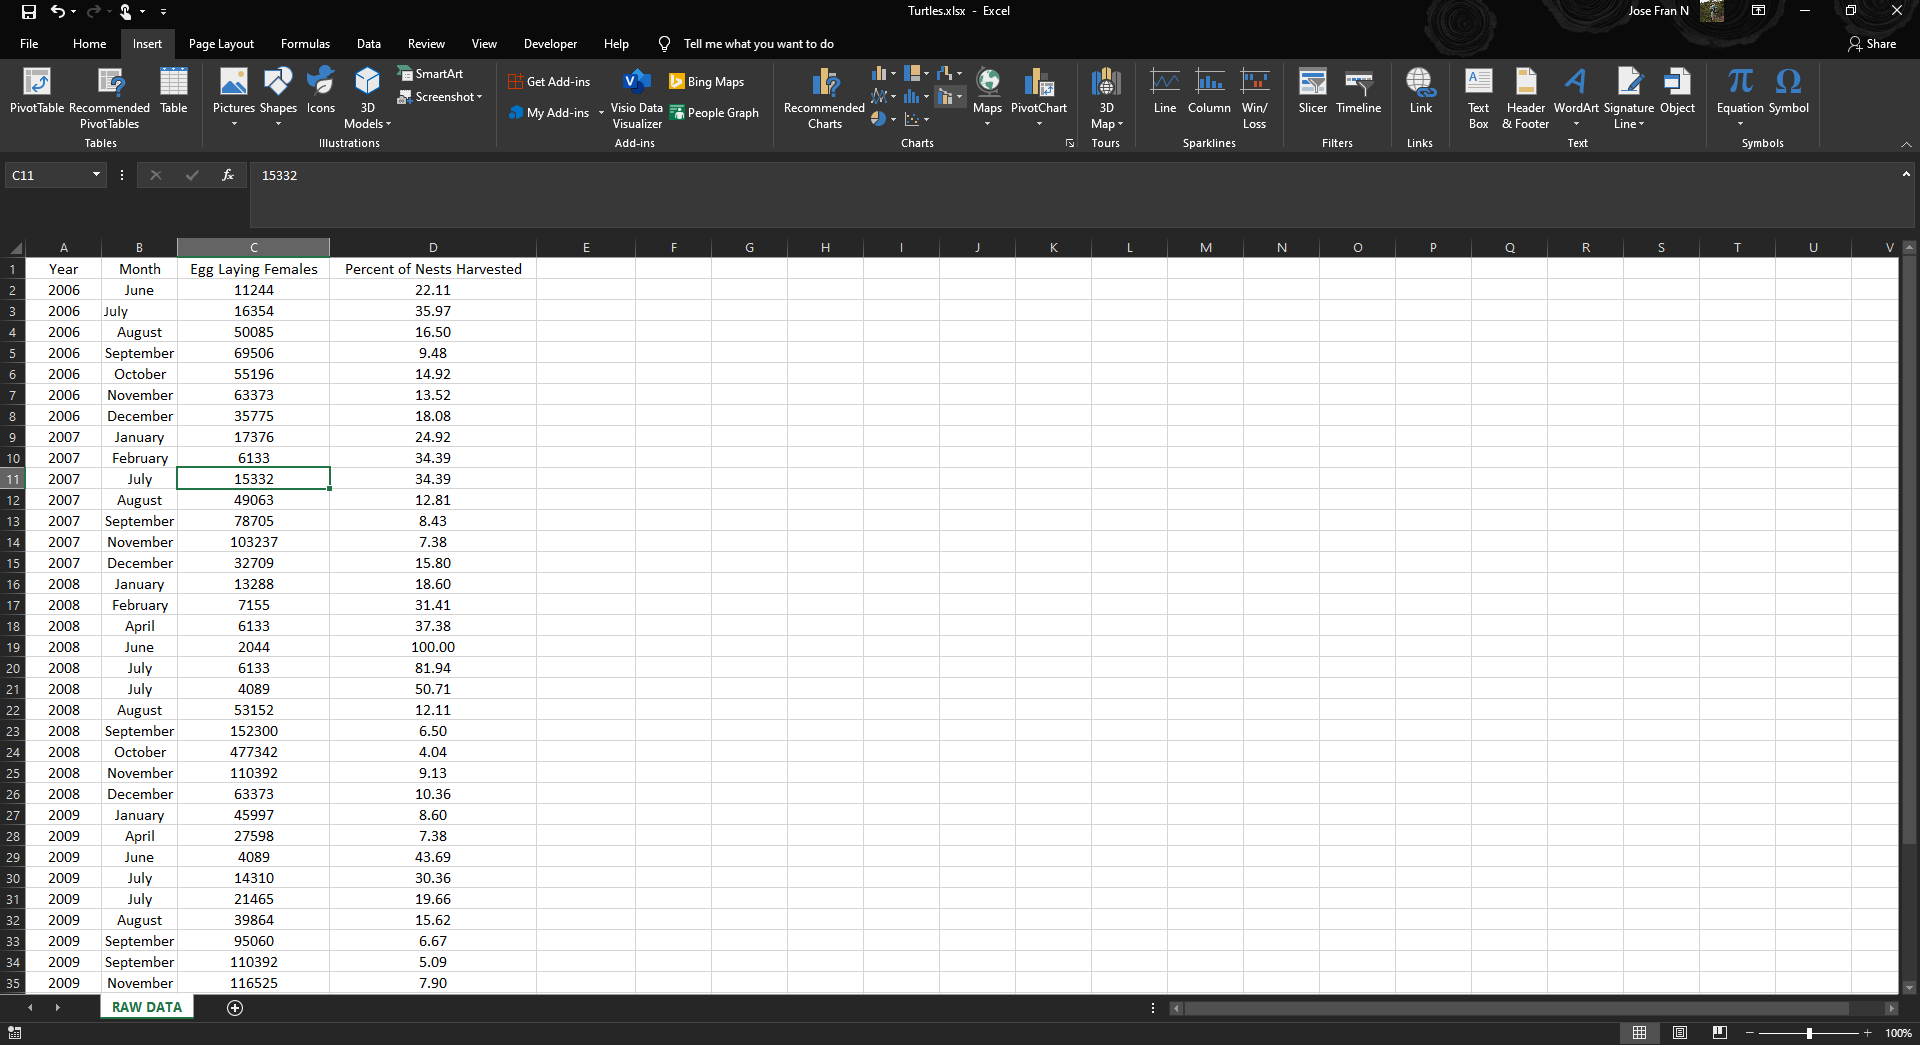 Turtles.xlsx - Excel
Jose Fran N
File Home Insert Page Layout Formulas Data Review View Developer Help Tell me what you want to do
Share
PivotTable Recommended PivotTables Table
Tables
Pictures Shapes Icons 3D Models SmartArt Screenshot
Illustrations
Get Add-ins
My Add-ins
Visio Data Visualizer
Bing Maps
People Graph
Add-ins
Recommended Charts
Maps PivotChart
Charts
3D Map
Tours
Line Column Win/ Loss
Sparklines
Slicer Timeline
Filters
Link
Links
Text Box Header & Footer WordArt Signature Line Object
Text
Equation Symbol
Symbols
C11 fx 15332
A B C D E F G H I J K L M N O P Q R S T U V
1 Year Month Egg Laying Females Percent of Nests Harvested
2 2006 June 11244 22.11
3 2006 July 16354 35.97
4 2006 August 50085 16.50
5 2006 September 69506 9.48
6 2006 October 55196 14.92
7 2006 November 63373 13.52
8 2006 December 35775 18.08
9 2007 January 17376 24.92
10 2007 February 6133 34.39
11 2007 July 15332 34.39
12 2007 August 49063 12.81
13 2007 September 78705 8.43
14 2007 November 103237 7.38
15 2007 December 32709 15.80
16 2008 January 13288 18.60
17 2008 February 7155 31.41
18 2008 April 6133 37.38
19 2008 June 2044 100.00
20 2008 July 6133 81.94
21 2008 July 4089 50.71
22 2008 August 53152 12.11
23 2008 September 152300 6.50
24 2008 October 477342 4.04
25 2008 November 110392 9.13
26 2008 December 63373 10.36
27 2009 January 45997 8.60
28 2009 April 27598 7.38
29 2009 June 4089 43.69
30 2009 July 14310 30.36
31 2009 July 21465 19.66
32 2009 August 39864 15.62
33 2009 September 95060 6.67
34 2009 September 110392 5.09
35 2009 November 116525 7.90
RAW DATA
100%